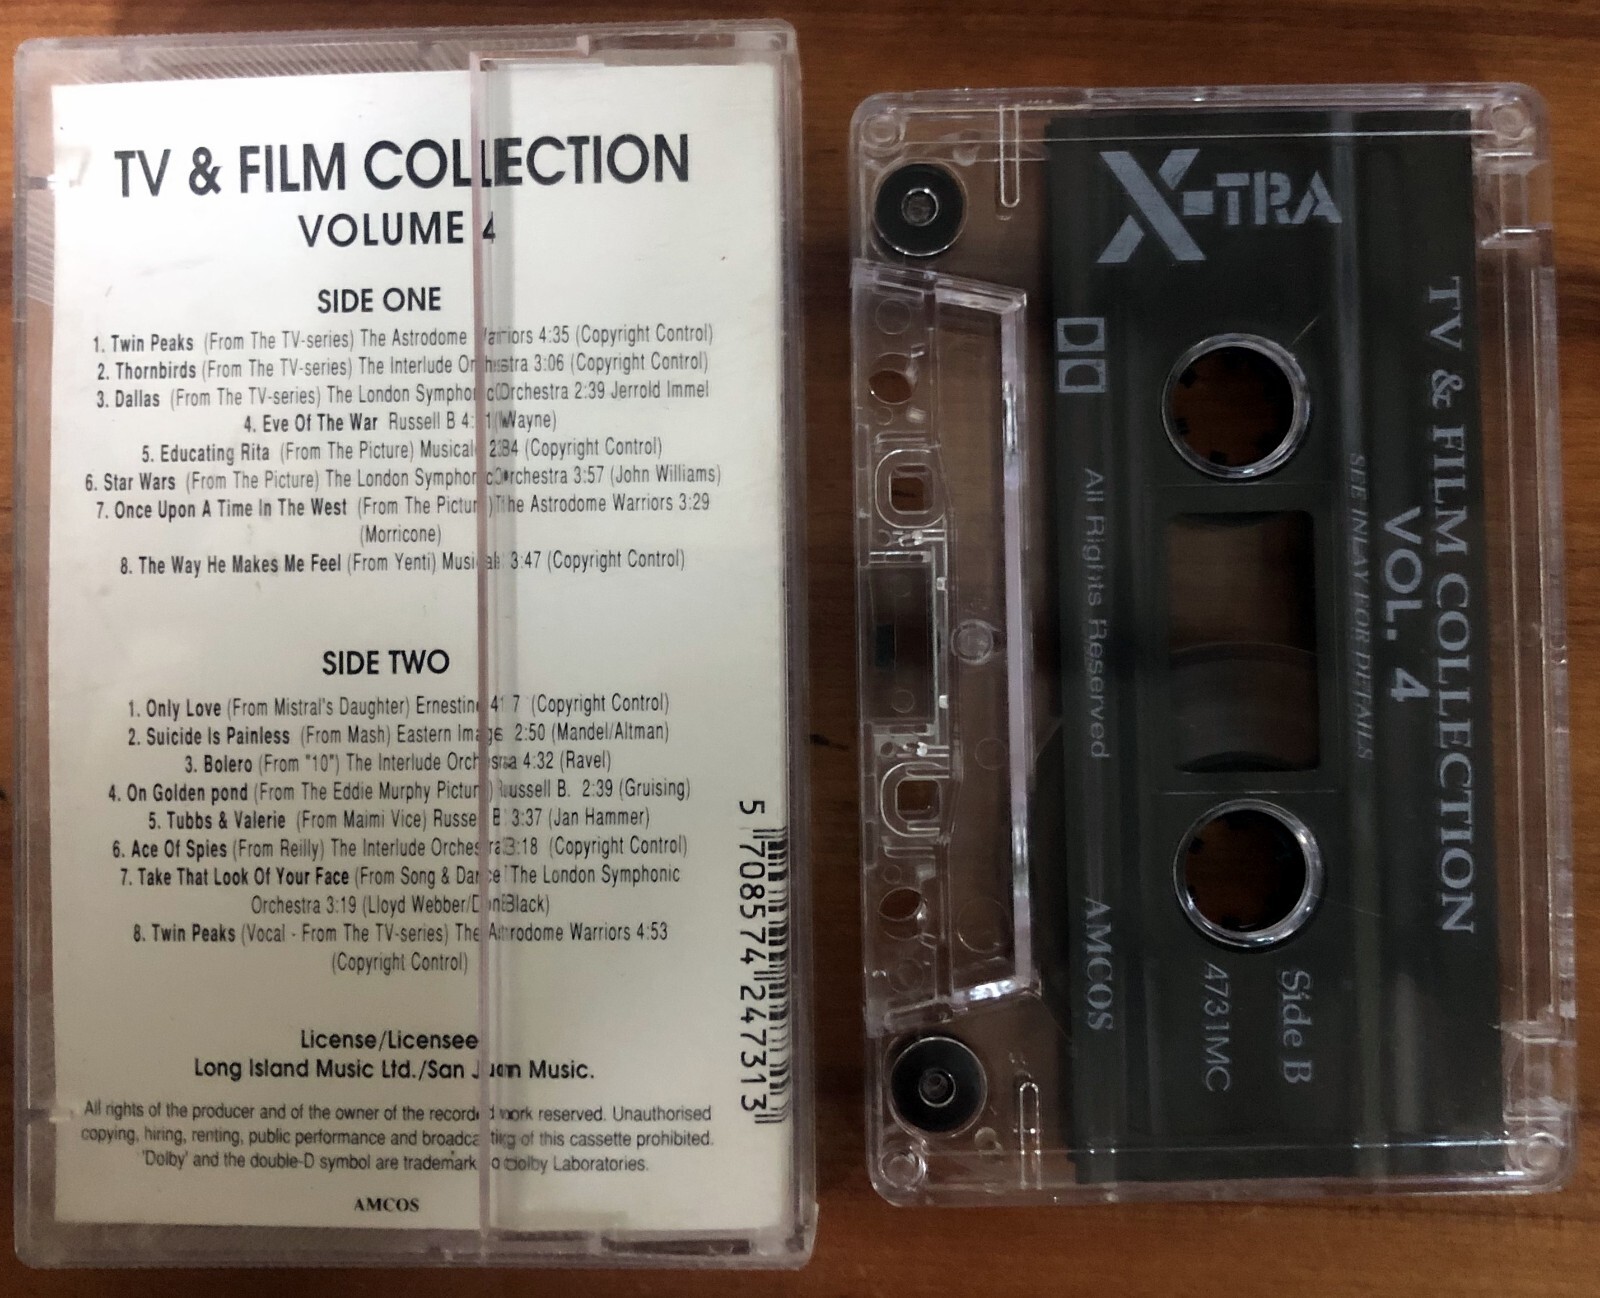 TV & FILM COLLECTION
VOLUME 4
SIDE ONE
1. Twin Peaks (From The TV-series) The Astrodome Warriors 4:35 (Copyright Control)
2. Thornbirds (From The TV-series) The Interlude Orchestra 3:06 (Copyright Control)
3. Dallas (From The TV-series) The London Symphonic Orchestra 2:39 Jerrold Immel
4. Eve Of The War Russell B (Wayne)
5. Educating Rita (From The Picture) Musical (Copyright Control)
6. Star Wars (From The Picture) The London Symphonic Orchestra 3:57 (John Williams)
7. Once Upon A Time In The West (From The Picture) The Astrodome Warriors 3:29
(Morricone)
8. The Way He Makes Me Feel (From Yenti) Musical 3:47 (Copyright Control)
SIDE TWO
1. Only Love (From Mistral's Daughter) Ernestine (Copyright Control)
2. Suicide Is Painless (From Mash) Eastern Image 2:50 (Mandel/Altman)
3. Bolero (From "10") The Interlude Orchestra 4:32 (Ravel)
4. On Golden pond (From The Eddie Murphy Picture) Russell B. 2:39 (Gruising)
5. Tubbs & Valerie (From Maimi Vice) Russell B 3:37 (Jan Hammer)
6. Ace Of Spies (From Reilly) The Interlude Orchestra 3:18 (Copyright Control)
7. Take That Look Of Your Face (From Song & Dance) The London Symphonic
Orchestra 3:19 (Lloyd Webber/Don Black)
8. Twin Peaks (Vocal - From The TV-series) The Astrodome Warriors 4:53
(Copyright Control)
License/Licensee
Long Island Music Ltd./San Juan Music.
All rights of the producer and of the owner of the recorded work reserved. Unauthorised
copying, hiring, renting, public performance and broadcasting of this cassette prohibited.
'Dolby' and the double-D symbol are trademarks of Dolby Laboratories.
AMCOS
5 708574 247313
X-TRA
TV & FILM COLLECTION
VOL. 4
SEE INLAY FOR DETAILS
Side B
4731MC
All Rights Reserved
AMCOS